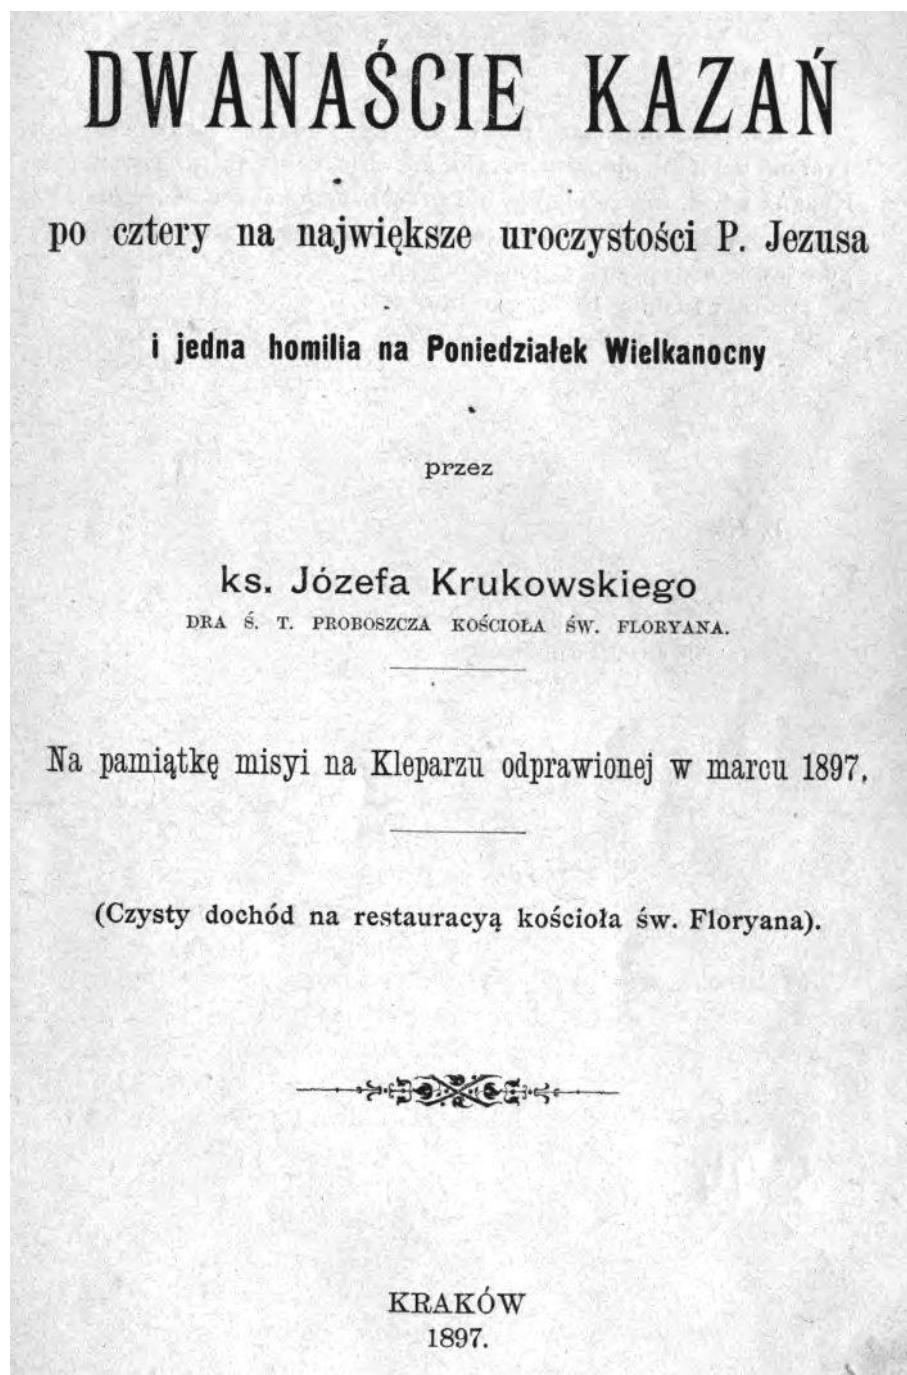 DWANAŚCIE KAZAŃ
po cztery na największe uroczystości P. Jezusa
i jedna homilia na Poniedziałek Wielkanocny
przez
ks. Józefa Krukowskiego
DRA Ś. T. PROBOSZCZA KOŚCIOŁA ŚW. FLORYANA.
Na pamiątkę misyi na Kleparzu odprawionej w marcu 1897.
(Czysty dochód na restauracyą kościoła św. Floryana).
KRAKÓW
1897.